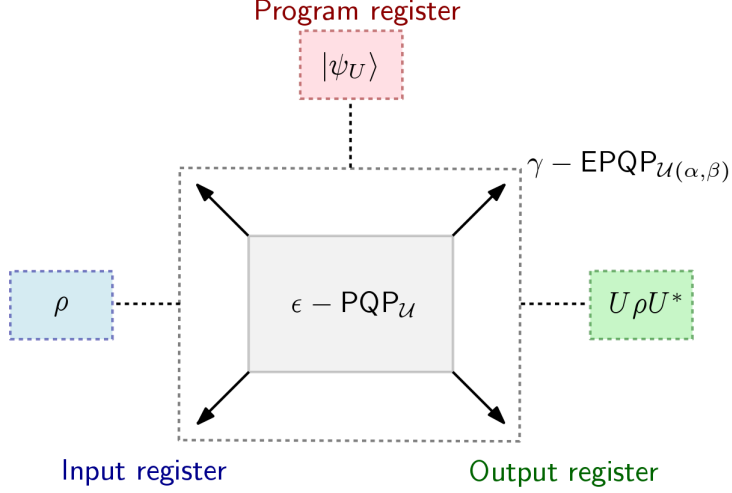 Program register
|ψ_U⟩
γ − EPQP_{𝒰(α,β)}
ρ
ϵ − PQP_𝒰
UρU*
Input register
Output register